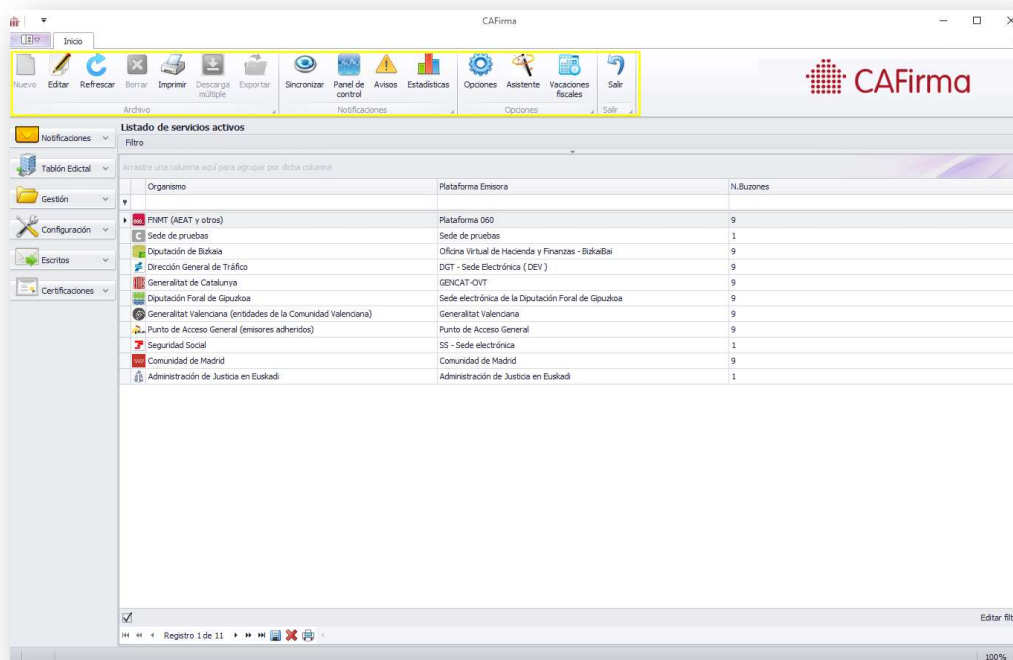 CAFirma
Inicio
Nuevo Editar Refrescar Borrar Imprimir Descarga múltiple Exportar Sincronizar Panel de control Avisos Estadísticas Opciones Asistente Vacaciones fiscales Salir
Archivo Notificaciones Opciones Salir
CAFirma
Notificaciones
Tablón Edictal
Gestión
Configuración
Escritos
Certificaciones
Listado de servicios activos
Filtro
Arrastre una columna aquí para agrupar por dicha columna
Organismo Plataforma Emisora N.Buzones
FNMT (AEAT y otros) Plataforma 060 9
Sede de pruebas Sede de pruebas 1
Diputación de Bizkaia Oficina Virtual de Hacienda y Finanzas - BizkaiBai 9
Dirección General de Tráfico DGT - Sede Electrónica ( DEV ) 9
Generalitat de Catalunya GENCAT-OVT 9
Diputación Foral de Gipuzkoa Sede electrónica de la Diputación Foral de Gipuzkoa 9
Generalitat Valenciana (entidades de la Comunidad Valenciana) Generalitat Valenciana 9
Punto de Acceso General (emisores adheridos) Punto de Acceso General 9
Seguridad Social SS - Sede electrónica 1
Comunidad de Madrid Comunidad de Madrid 9
Administración de Justicia en Euskadi Administración de Justicia en Euskadi 1
Editar filt
Registro 1 de 11
100%